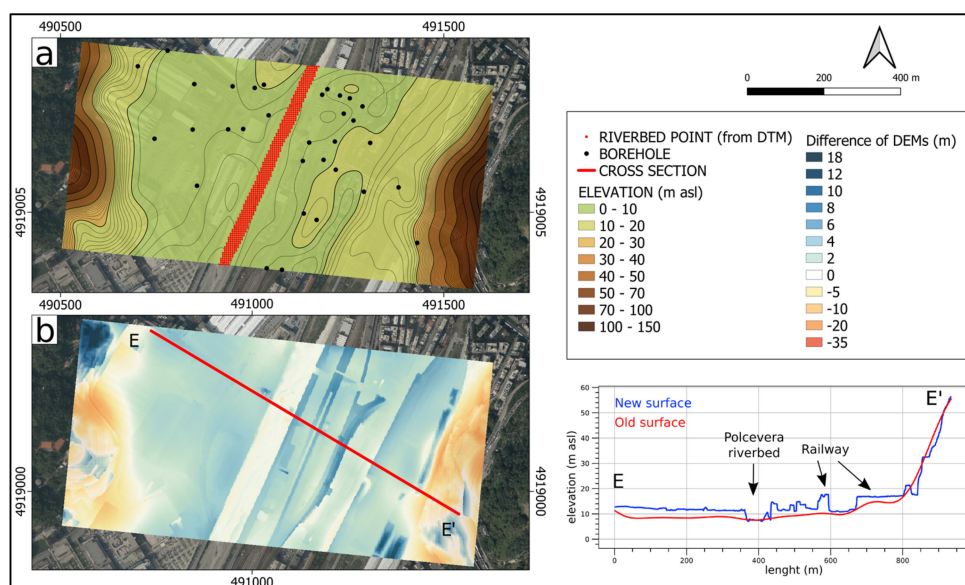 490500
491500
a
4919005
4919005
490500
491000
491500
0
200
400 m
RIVERBED POINT (from DTM)
BOREHOLE
CROSS SECTION
ELEVATION (m asl)
0 - 10
10 - 20
20 - 30
30 - 40
40 - 50
50 - 70
70 - 100
100 - 150
Difference of DEMs (m)
18
12
10
8
6
4
2
0
-5
-10
-20
-35
b
E
E'
4919000
4919000
491000
New surface
Old surface
E
E'
Polcevera
riverbed
Railway
elevation (m asl)
60
50
40
30
20
10
0
0
200
400
600
800
lenght (m)